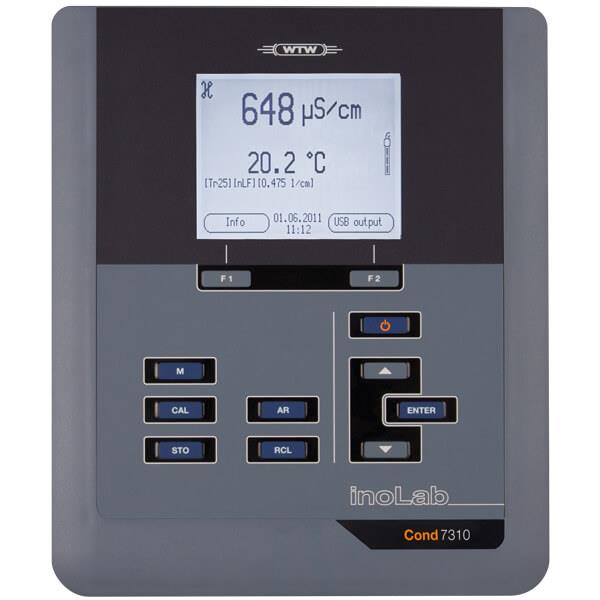 WTW
648 µS/cm
20.2 °C
[Tr25][nLF][0.475 1/cm]
Info 01.06.2011 USB output
11:12
F1 F2
M
CAL AR ENTER
STO RCL
inoLab
Cond 7310